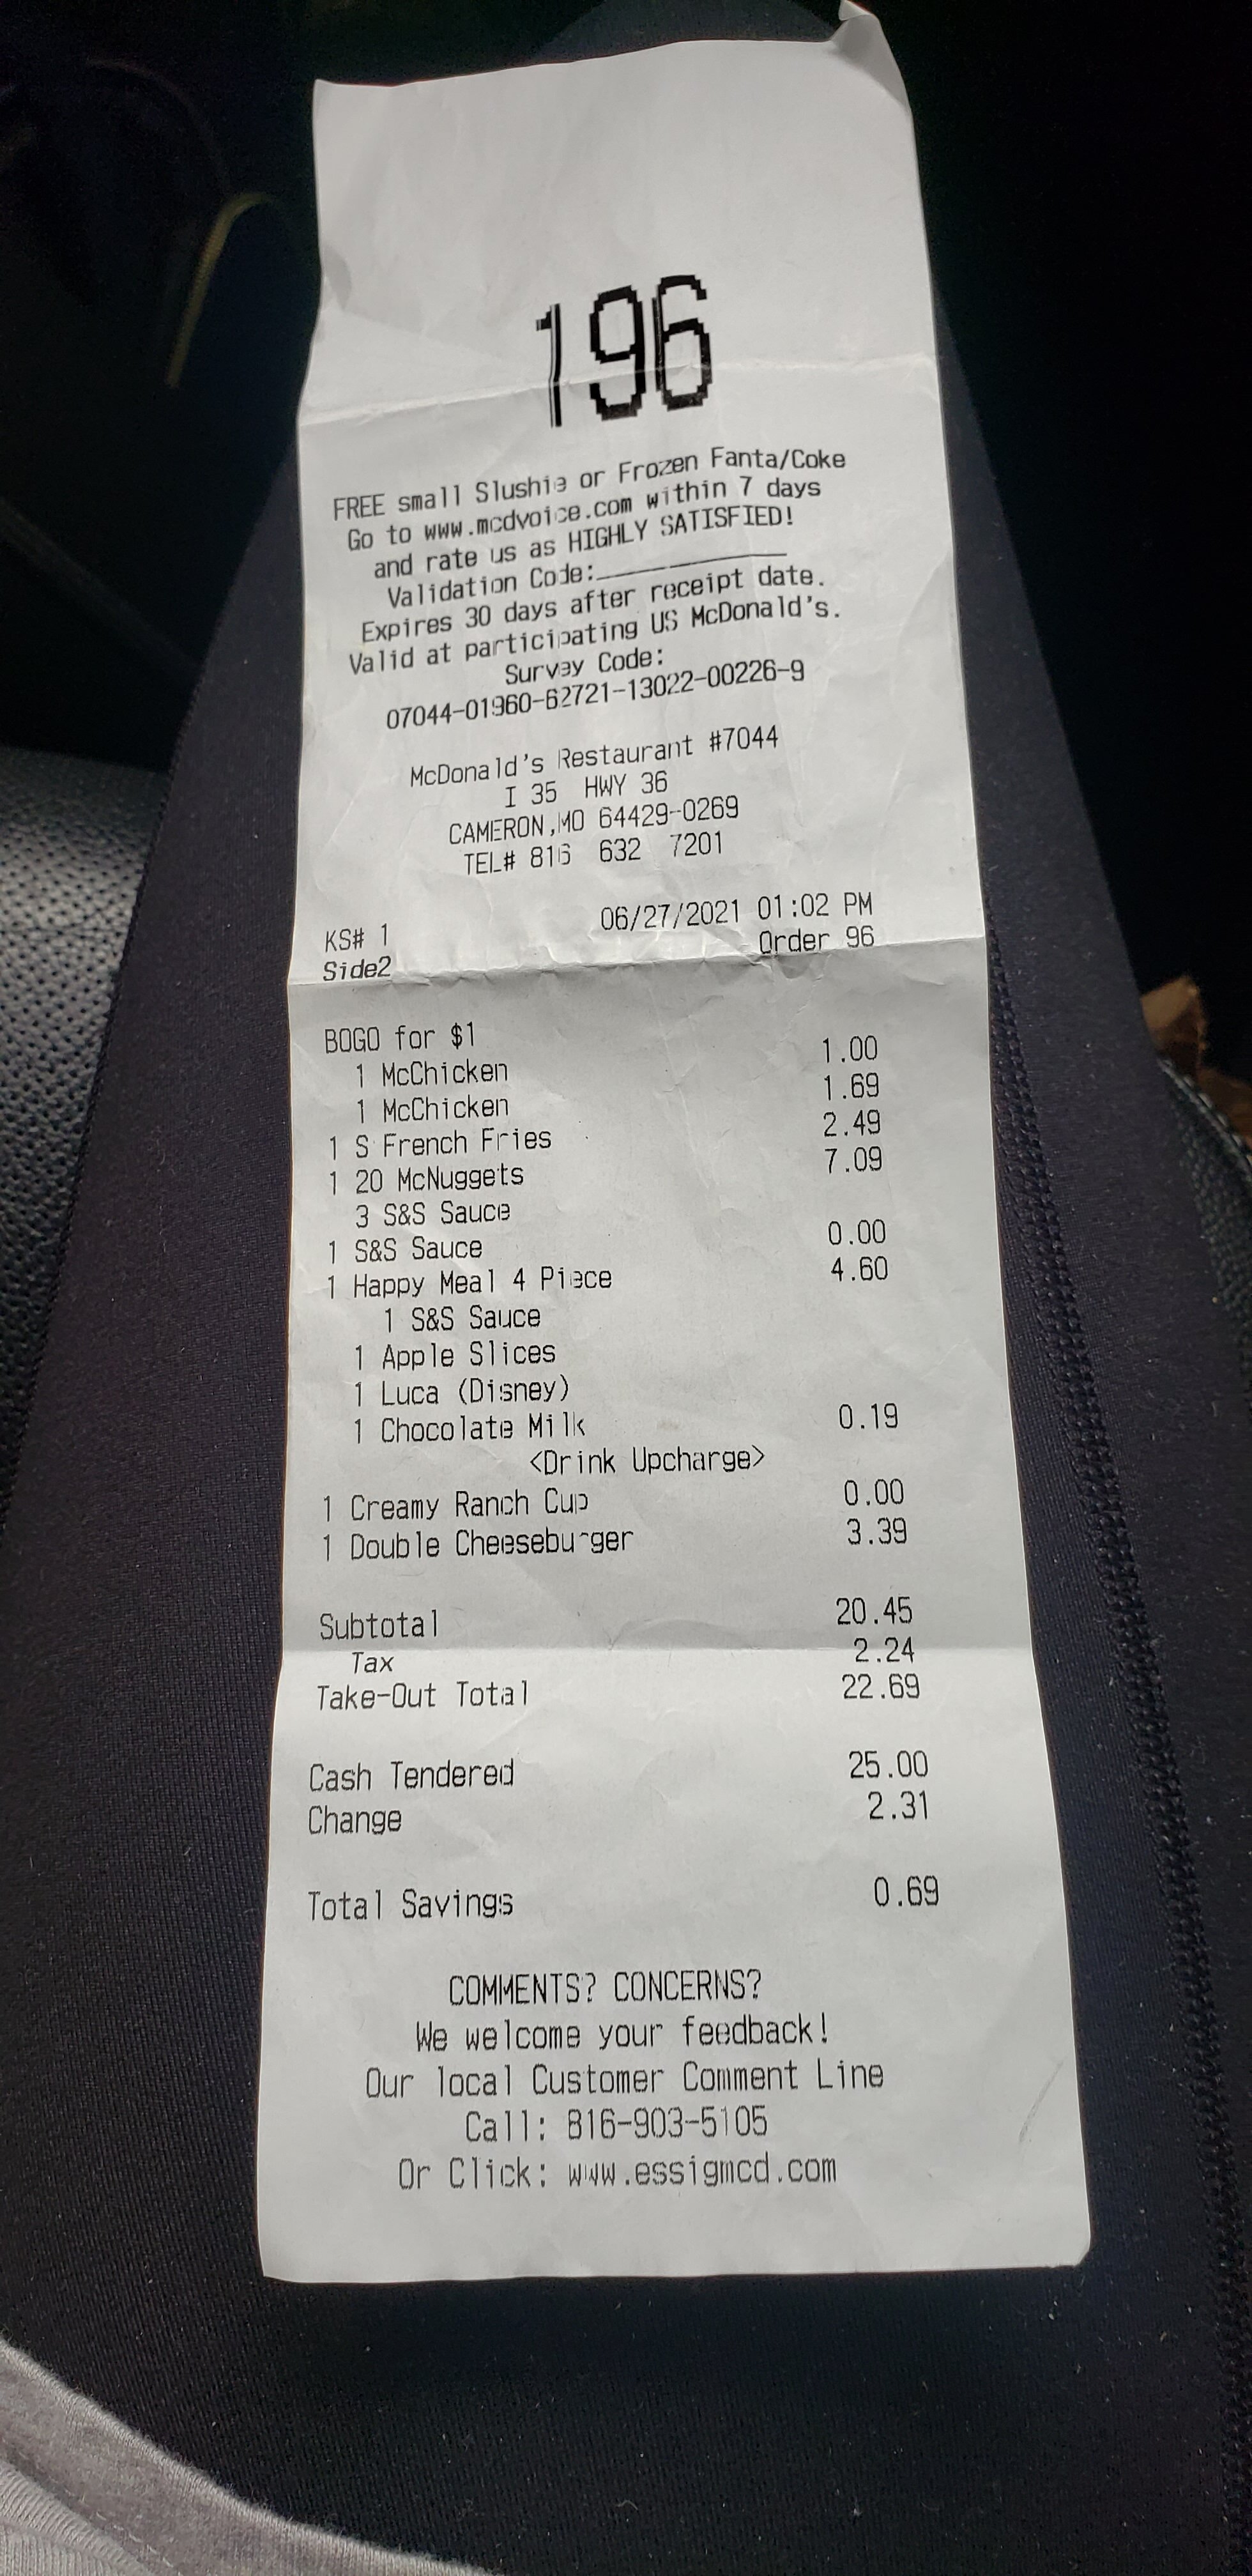 196
FREE small Slushie or Frozen Fanta/Coke
Go to www.mcdvoice.com within 7 days
and rate us as HIGHLY SATISFIED!
Validation Code:____________
Expires 30 days after receipt date.
Valid at participating US McDonald's.
Survey Code:
07044-01960-62721-13022-00226-9
McDonald's Restaurant #7044
I 35 HWY 36
CAMERON,MO 64429-0269
TEL# 816 632 7201
KS# 1 06/27/2021 01:02 PM
Side2 Order 96
BOGO for $1
1 McChicken 1.00
1 McChicken 1.69
1 S French Fries 2.49
1 20 McNuggets 7.09
3 S&S Sauce
1 S&S Sauce 0.00
1 Happy Meal 4 Piece 4.60
1 S&S Sauce
1 Apple Slices
1 Luca (Disney)
1 Chocolate Milk 0.19
<Drink Upcharge>
1 Creamy Ranch Cup 0.00
1 Double Cheeseburger 3.39
Subtotal 20.45
Tax 2.24
Take-Out Total 22.69
Cash Tendered 25.00
Change 2.31
Total Savings 0.69
COMMENTS? CONCERNS?
We welcome your feedback!
Our local Customer Comment Line
Call: 816-903-5105
Or Click: www.essigmcd.com